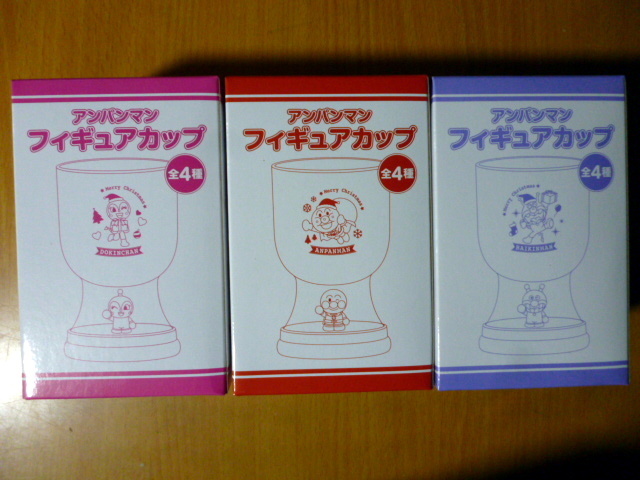 アンパンマン
フィギュアカップ
全4種
Merry Christmas
DOKINCHAN
アンパンマン
フィギュアカップ
全4種
Merry Christmas
ANPANMAN
アンパンマン
フィギュアカップ
全4種
Merry Christmas
BAIKINMAN